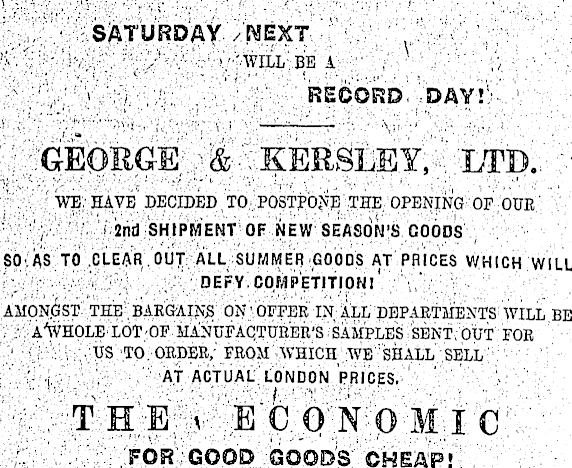 SATURDAY NEXT
WILL BE A
RECORD DAY!
GEORGE & KERSLEY, LTD.
WE HAVE DECIDED TO POSTPONE THE OPENING OF OUR
2nd SHIPMENT OF NEW SEASON'S GOODS
SO AS TO CLEAR OUT ALL SUMMER GOODS AT PRICES WHICH WILL
DEFY COMPETITION!
AMONGST THE BARGAINS ON OFFER IN ALL DEPARTMENTS WILL BE
A WHOLE LOT OF MANUFACTURER'S SAMPLES SENT OUT FOR
US TO ORDER, FROM WHICH WE SHALL SELL
AT ACTUAL LONDON PRICES.
THE ECONOMIC
FOR GOOD GOODS CHEAP!